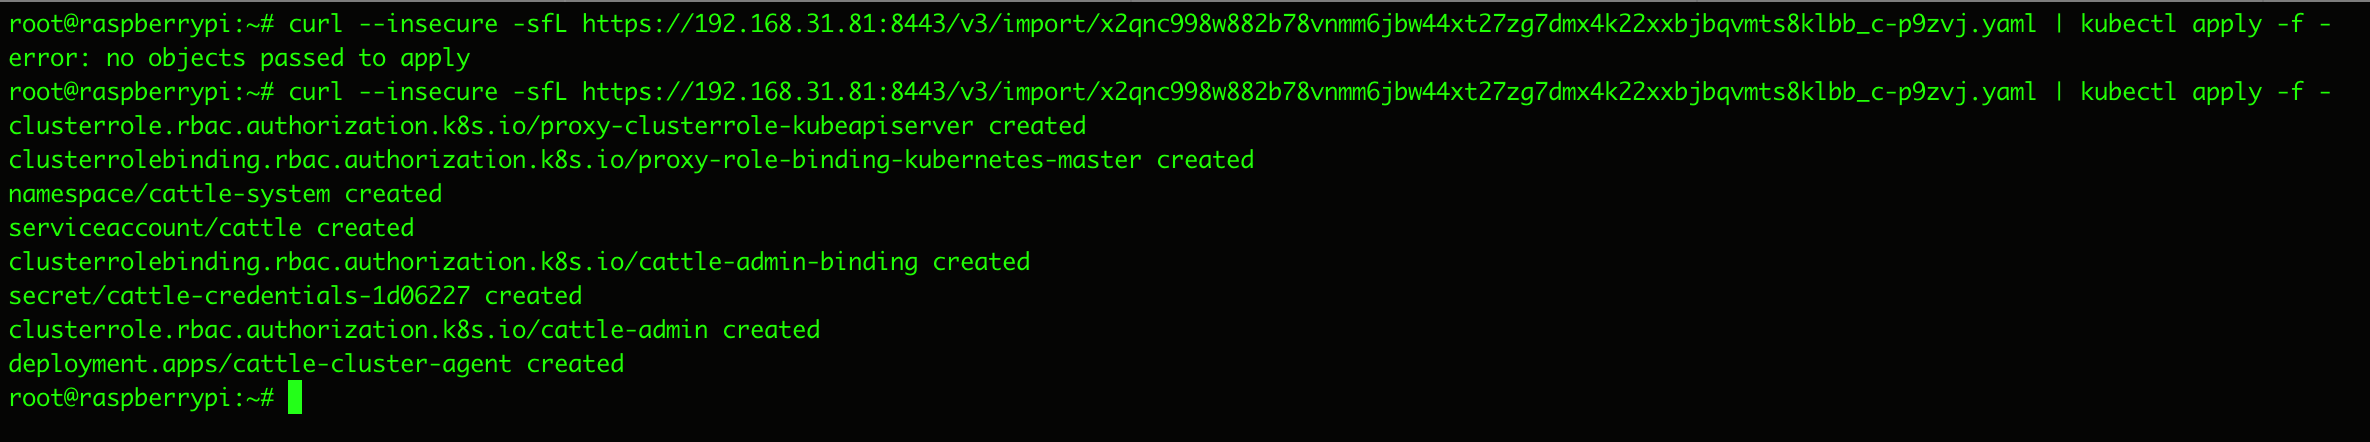 root@raspberrypi:~# curl --insecure -sfL https://192.168.31.81:8443/v3/import/x2qnc998w882b78vnmm6jbw44xt27zg7dmx4k22xxbjbqvmts8klbb_c-p9zvj.yaml | kubectl apply -f -
error: no objects passed to apply
root@raspberrypi:~# curl --insecure -sfL https://192.168.31.81:8443/v3/import/x2qnc998w882b78vnmm6jbw44xt27zg7dmx4k22xxbjbqvmts8klbb_c-p9zvj.yaml | kubectl apply -f -
clusterrole.rbac.authorization.k8s.io/proxy-clusterrole-kubeapiserver created
clusterrolebinding.rbac.authorization.k8s.io/proxy-role-binding-kubernetes-master created
namespace/cattle-system created
serviceaccount/cattle created
clusterrolebinding.rbac.authorization.k8s.io/cattle-admin-binding created
secret/cattle-credentials-1d06227 created
clusterrole.rbac.authorization.k8s.io/cattle-admin created
deployment.apps/cattle-cluster-agent created
root@raspberrypi:~#